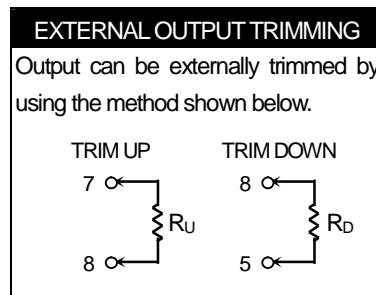 EXTERNAL OUTPUT TRIMMING
Output can be externally trimmed by
using the method shown below.
TRIM UP TRIM DOWN
7 8
RU RD
8 5